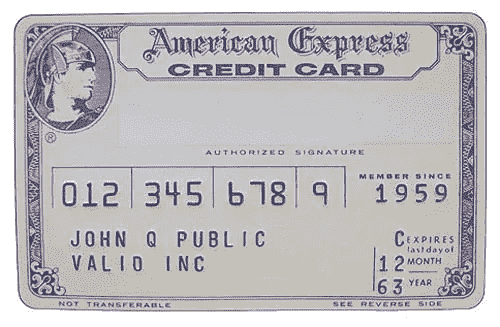 American Express
CREDIT CARD
®
AUTHORIZED SIGNATURE
012 345 678 9
MEMBER SINCE
1959
JOHN Q PUBLIC
VALIO INC
C EXPIRES
last day of
12 MONTH
63 YEAR
NOT TRANSFERABLE
SEE REVERSE SIDE